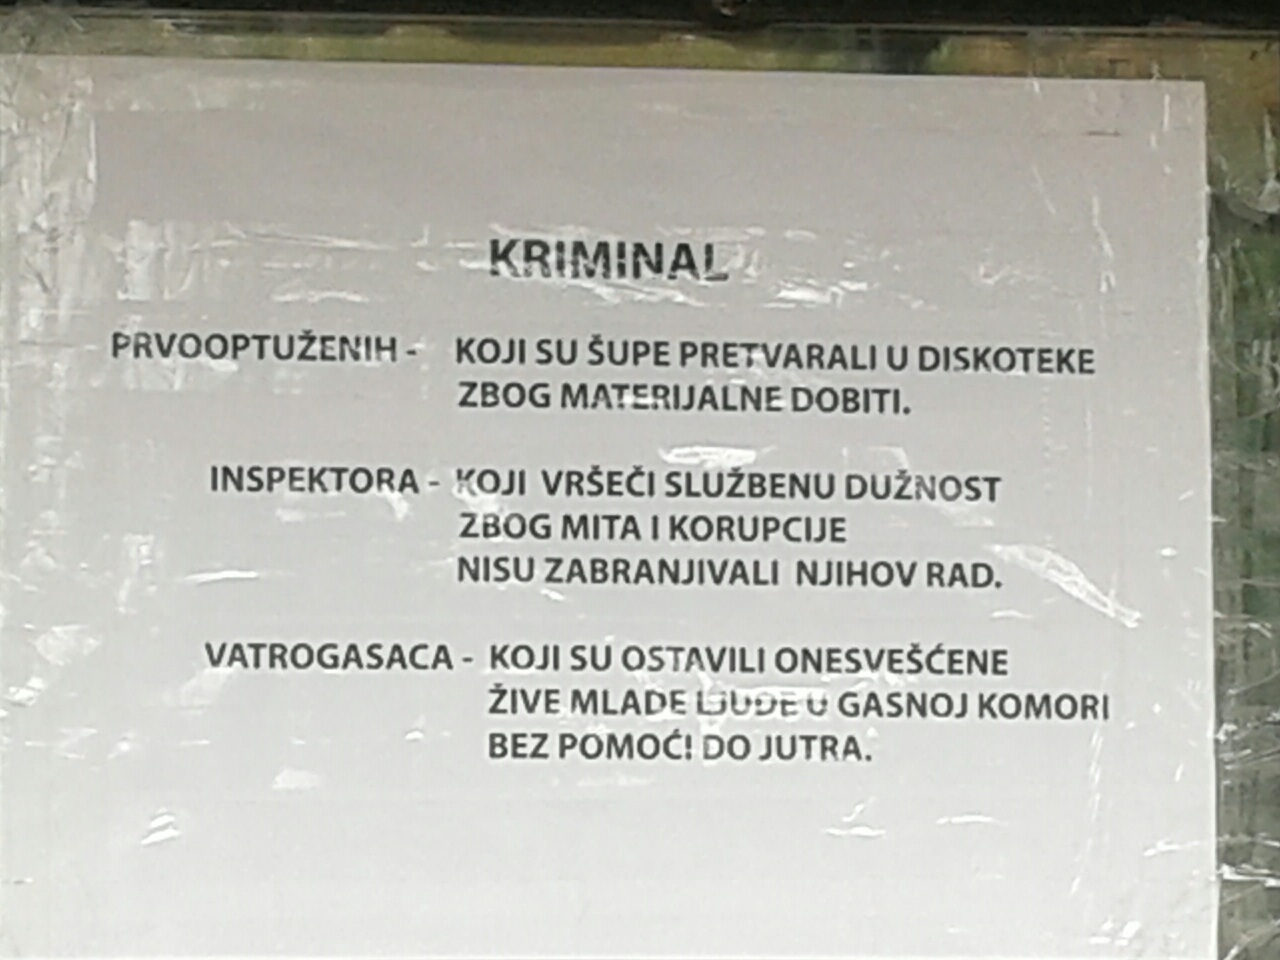 KRIMINAL
PRVOOPTUŽENIH - KOJI SU ŠUPE PRETVARALI U DISKOTEKE
ZBOG MATERIJALNE DOBITI.
INSPEKTORA - KOJI VRŠEČI SLUŽBENU DUŽNOST
ZBOG MITA I KORUPCIJE
NISU ZABRANJIVALI NJIHOV RAD.
VATROGASACA - KOJI SU OSTAVILI ONESVEŠĆENE
ŽIVE MLADE LJUDE U GASNOJ KOMORI
BEZ POMOĆI DO JUTRA.